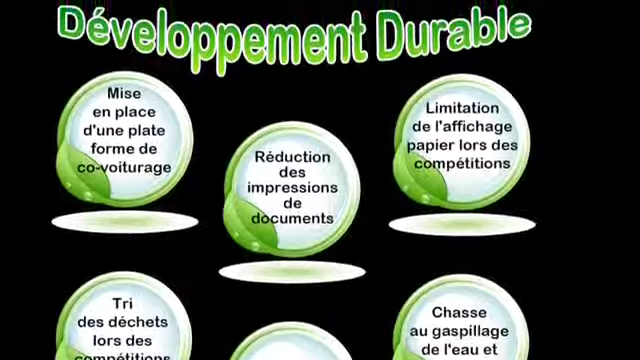 Développement Durable
Mise
en place
d'une plate
forme de
co-voiturage
Réduction
des
impressions
de
documents
Limitation
de l'affichage
papier lors des
compétitions
Tri
des déchets
lors des
compétitions
Chasse
au gaspillage
de l'eau et